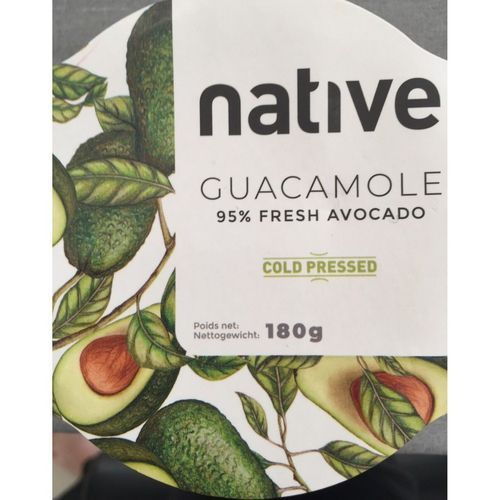 native
GUACAMOLE
95% FRESH AVOCADO
COLD PRESSED
Poids net:
Nettogewicht: 180g